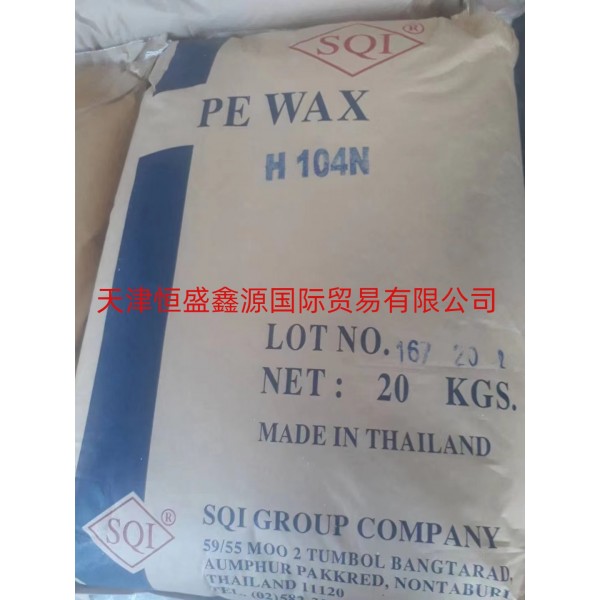 SQI ®
PE WAX
H 104N
天津恒盛鑫源国际贸易有限公司
LOT NO. 167 20
NET : 20 KGS.
MADE IN THAILAND
SQI ®
SQI GROUP COMPANY
59/55 MOO 2 TUMBOL BANGTARAD,
AUMPHUR PAKKRED, NONTABURI
THAILAND 11120